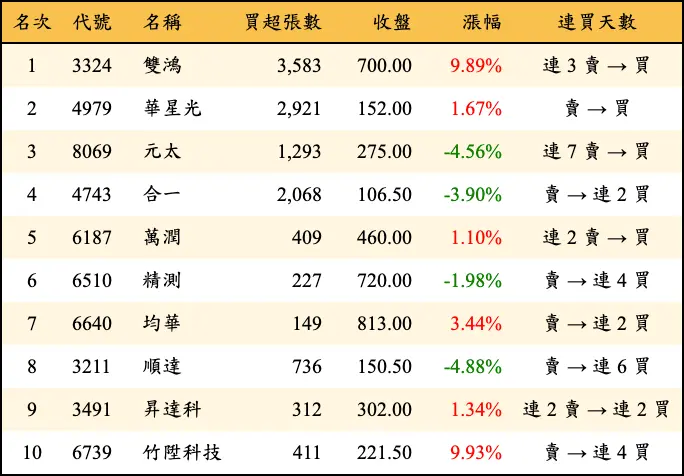 名次 代號 名稱 買超張數 收盤 漲幅 連買天數
1 3324 雙鴻 3,583 700.00 9.89% 連 3 賣 → 買
2 4979 華星光 2,921 152.00 1.67% 賣 → 買
3 8069 元太 1,293 275.00 -4.56% 連 7 賣 → 買
4 4743 合一 2,068 106.50 -3.90% 賣 → 連 2 買
5 6187 萬潤 409 460.00 1.10% 連 2 賣 → 買
6 6510 精測 227 720.00 -1.98% 賣 → 連 4 買
7 6640 均華 149 813.00 3.44% 賣 → 連 2 買
8 3211 順達 736 150.50 -4.88% 賣 → 連 6 買
9 3491 昇達科 312 302.00 1.34% 連 2 賣 → 連 2 買
10 6739 竹陞科技 411 221.50 9.93% 賣 → 連 4 買